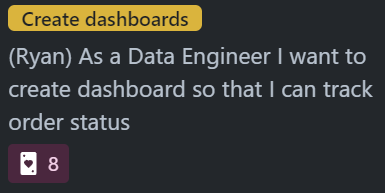 Create dashboards
(Ryan) As a Data Engineer I want to
create dashboard so that I can track
order status
8